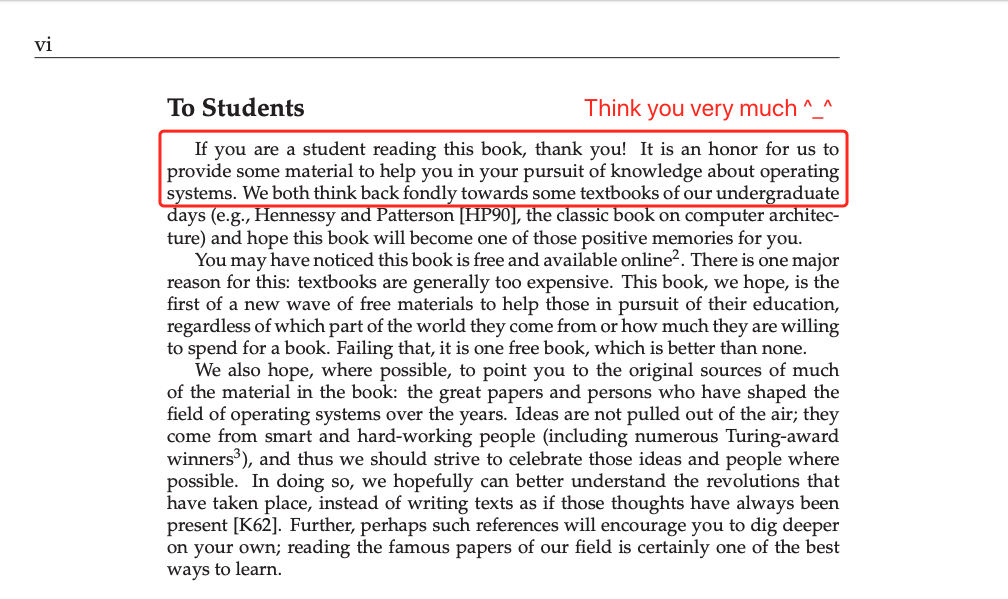 vi
To Students
Think you very much ^_^
If you are a student reading this book, thank you! It is an honor for us to
provide some material to help you in your pursuit of knowledge about operating
systems. We both think back fondly towards some textbooks of our undergraduate
days (e.g., Hennessy and Patterson [HP90], the classic book on computer architec-
ture) and hope this book will become one of those positive memories for you.
You may have noticed this book is free and available online². There is one major
reason for this: textbooks are generally too expensive. This book, we hope, is the
first of a new wave of free materials to help those in pursuit of their education,
regardless of which part of the world they come from or how much they are willing
to spend for a book. Failing that, it is one free book, which is better than none.
We also hope, where possible, to point you to the original sources of much
of the material in the book: the great papers and persons who have shaped the
field of operating systems over the years. Ideas are not pulled out of the air; they
come from smart and hard-working people (including numerous Turing-award
winners³), and thus we should strive to celebrate those ideas and people where
possible. In doing so, we hopefully can better understand the revolutions that
have taken place, instead of writing texts as if those thoughts have always been
present [K62]. Further, perhaps such references will encourage you to dig deeper
on your own; reading the famous papers of our field is certainly one of the best
ways to learn.